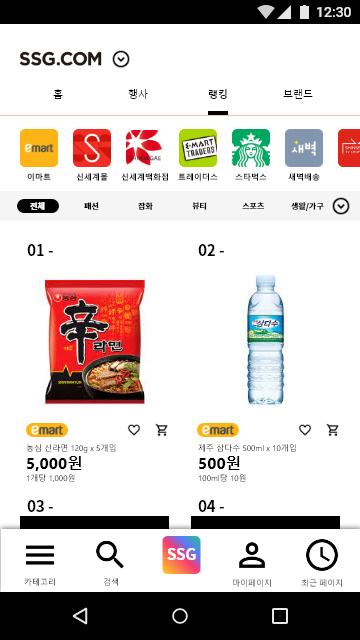 12:30
SSG.COM
홈 행사 랭킹 브랜드
emart
S
SHINSEGAE
E·MART TRADERS
새벽
이마트 신세계몰 신세계백화점 트레이더스 스타벅스 새벽배송
전체 패션 잡화 뷰티 스포츠 생활/가구
01 - 02 -
농심
辛
라면
삼다수
emart emart
농심 신라면 120g x 5개입 제주 삼다수 500ml x 10개입
5,000원 500원
1개당 1,000원 100ml당 10원
03 - 04 -
SSG
카테고리 검색 마이페이지 최근 페이지